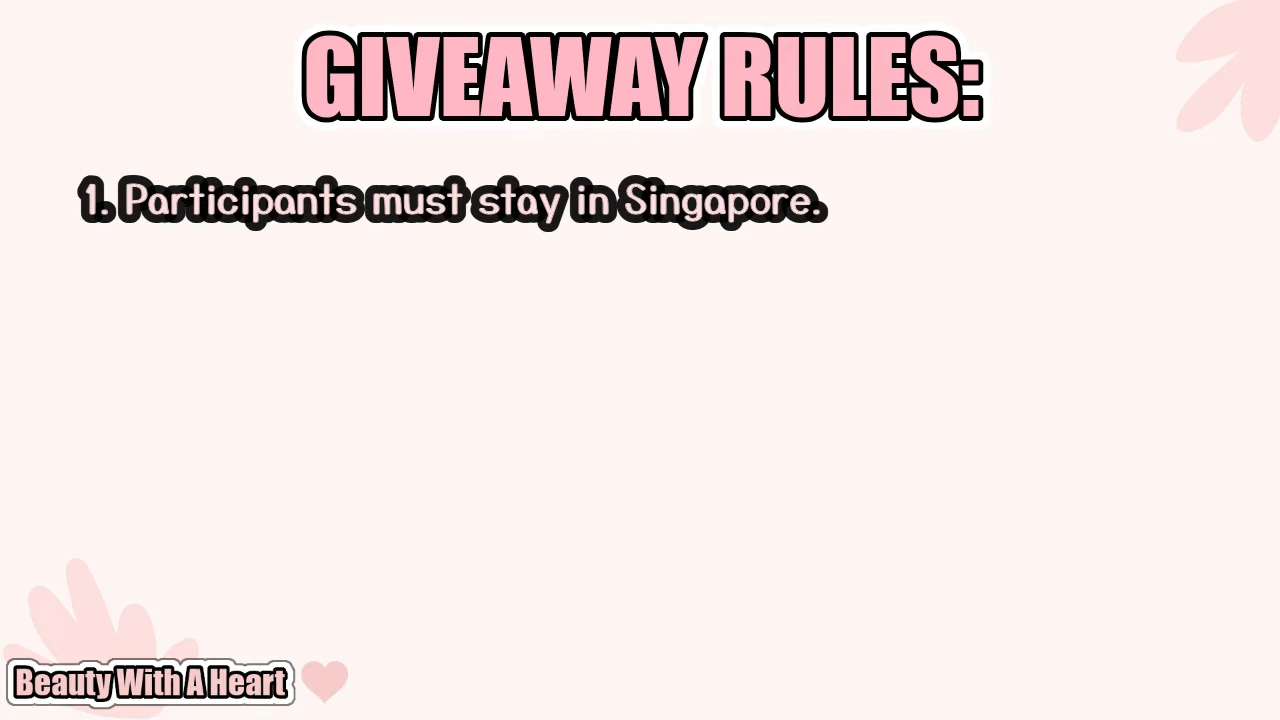 GIVEAWAY RULES:
1. Participants must stay in Singapore.
Beauty With A Heart